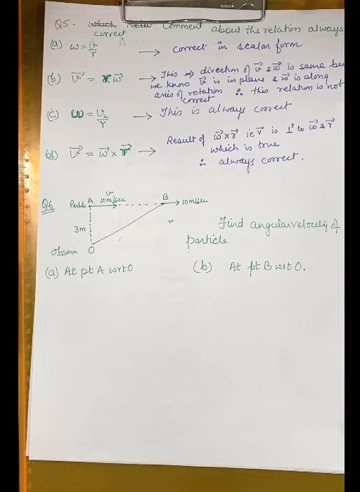 Q5. Comment about the relation always
correct
(a) ω = v/r → correct in scalar form
(b) v⃗ = r ω⃗ → This ⇒ direction of v⃗ & ω⃗ is same but
we know v⃗ is in plane & ω⃗ is along
axis of rotation ∴ this relation is not
correct
(c) ω = v/r → This is always correct
(d) v⃗ = ω⃗ × r⃗ → Result of ω⃗ × r⃗ ie v⃗ is ⊥ʳ to ω⃗ & r⃗
which is true
∴ always correct.
Q6. Particle A 10m/sec B 10m/sec
v
3m
Observer O
Find angular velocity of
particle
(a) At pt A wrt O (b) At pt B wrt O.